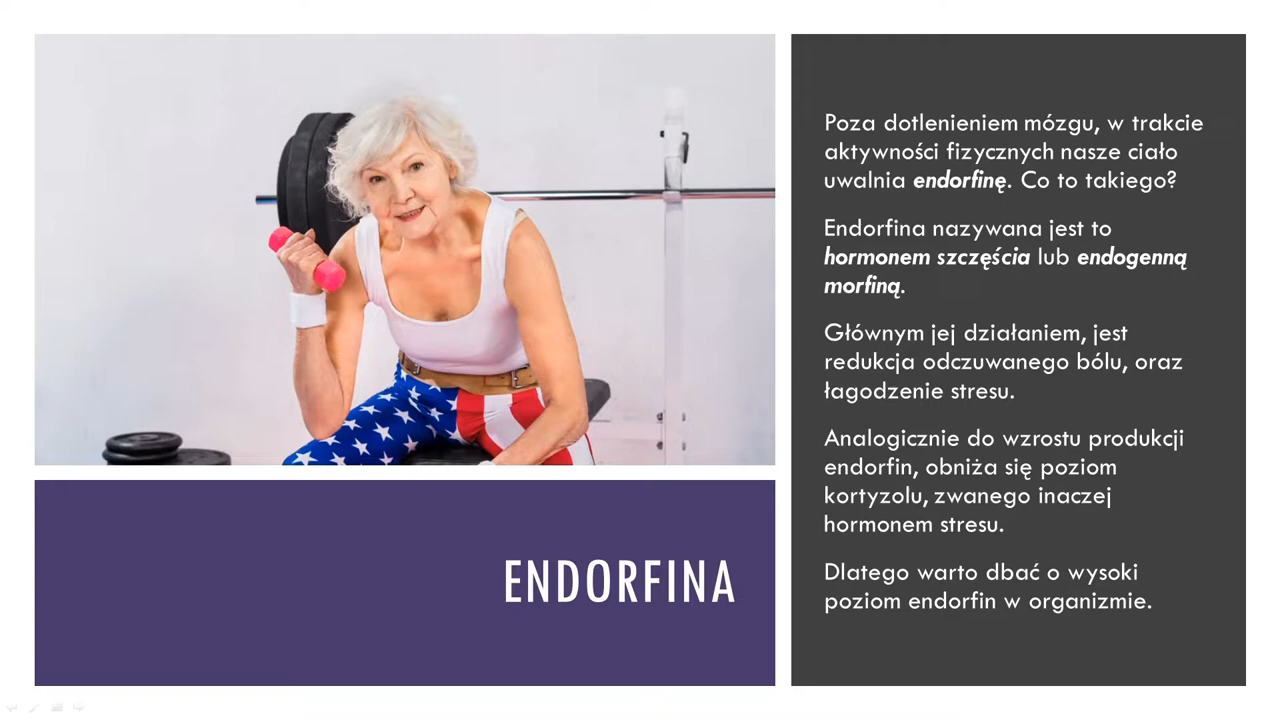 Poza dotlenieniem mózgu, w trakcie
aktywności fizycznych nasze ciało
uwalnia endorfinę. Co to takiego?
Endorfina nazywana jest to
hormonem szczęścia lub endogenną
morfiną.
Głównym jej działaniem, jest
redukcja odczuwanego bólu, oraz
łagodzenie stresu.
Analogicznie do wzrostu produkcji
endorfin, obniża się poziom
kortyzolu, zwanego inaczej
hormonem stresu.
Dlatego warto dbać o wysoki
poziom endorfin w organizmie.
ENDORFINA